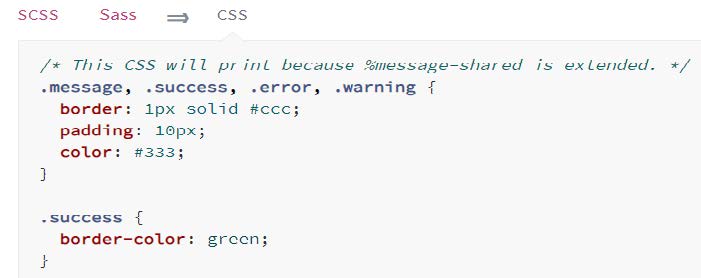 SCSS Sass ⇒ CSS
/* This CSS will print because %message-shared is extended. */
.message, .success, .error, .warning {
  border: 1px solid #ccc;
  padding: 10px;
  color: #333;
}
.success {
  border-color: green;
}